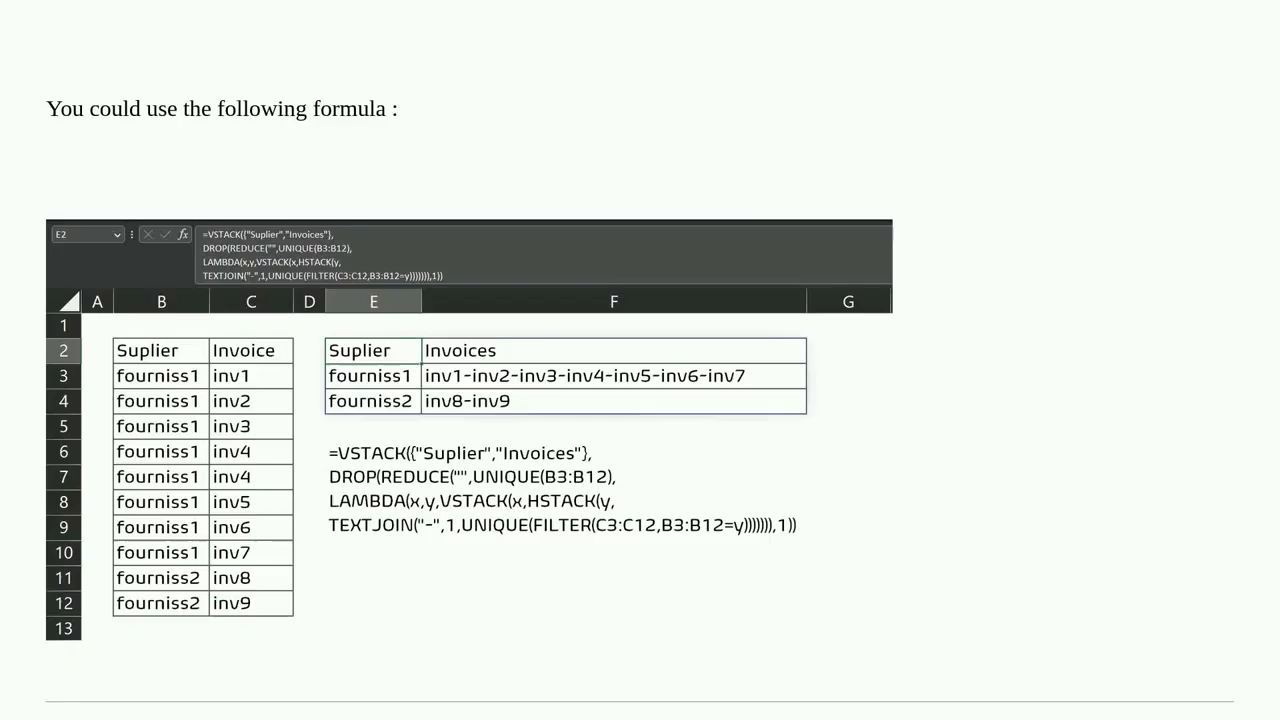 You could use the following formula :
E2
fx
=VSTACK({"Suplier","Invoices"},
DROP(REDUCE("",UNIQUE(B3:B12),
LAMBDA(x,y,VSTACK(x,HSTACK(y,
TEXTJOIN("-",1,UNIQUE(FILTER(C3:C12,B3:B12=y))))))),1))
A B C D E F G
1
2 Suplier Invoice Suplier Invoices
3 fourniss1 inv1 fourniss1 inv1-inv2-inv3-inv4-inv5-inv6-inv7
4 fourniss1 inv2 fourniss2 inv8-inv9
5 fourniss1 inv3
6 fourniss1 inv4 =VSTACK({"Suplier","Invoices"},
7 fourniss1 inv4 DROP(REDUCE("",UNIQUE(B3:B12),
8 fourniss1 inv5 LAMBDA(x,y,VSTACK(x,HSTACK(y,
9 fourniss1 inv6 TEXTJOIN("-",1,UNIQUE(FILTER(C3:C12,B3:B12=y))))))),1))
10 fourniss1 inv7
11 fourniss2 inv8
12 fourniss2 inv9
13